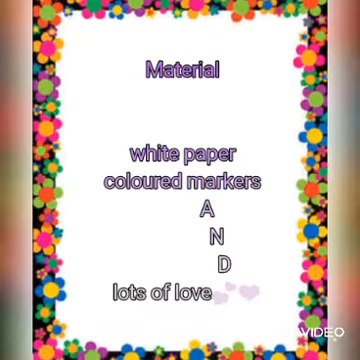 Material
white paper
coloured markers
A
N
D
lots of love
VIDEO